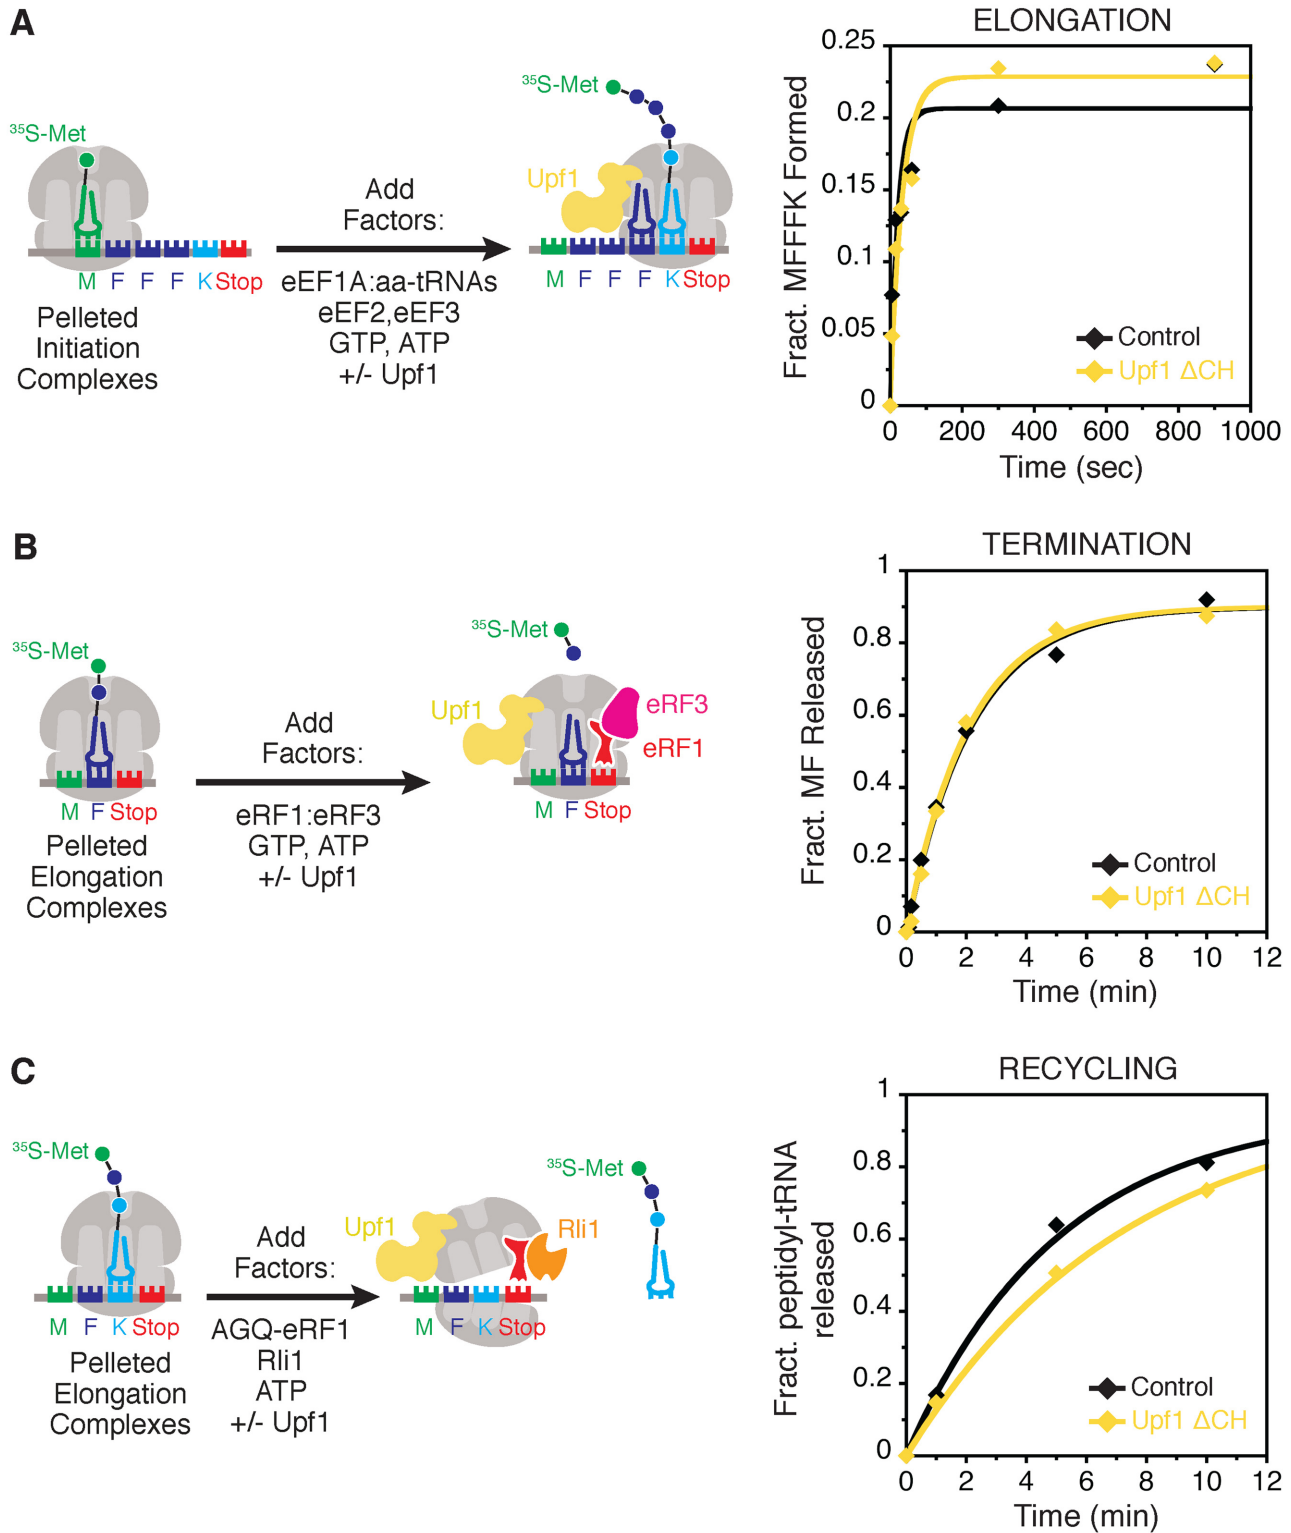 A
³⁵S-Met
M F F F K Stop
Pelleted
Initiation
Complexes
Add
Factors:
eEF1A:aa-tRNAs
eEF2,eEF3
GTP, ATP
+/- Upf1
³⁵S-Met
Upf1
M F F F K Stop
ELONGATION
Fract. MFFFK Formed
0.25
0.2
0.15
0.1
0.05
0
Control
Upf1 ΔCH
0 200 400 600 800 1000
Time (sec)
B
³⁵S-Met
M F Stop
Pelleted
Elongation
Complexes
Add
Factors:
eRF1:eRF3
GTP, ATP
+/- Upf1
³⁵S-Met
Upf1
eRF3
eRF1
M F Stop
TERMINATION
Fract. MF Released
1
0.8
0.6
0.4
0.2
0
Control
Upf1 ΔCH
0 2 4 6 8 10 12
Time (min)
C
³⁵S-Met
M F K Stop
Pelleted
Elongation
Complexes
Add
Factors:
AGQ-eRF1
Rli1
ATP
+/- Upf1
Upf1
Rli1
M F K Stop
³⁵S-Met
RECYCLING
Fract. peptidyl-tRNA
released
1
0.8
0.6
0.4
0.2
0
Control
Upf1 ΔCH
0 2 4 6 8 10 12
Time (min)